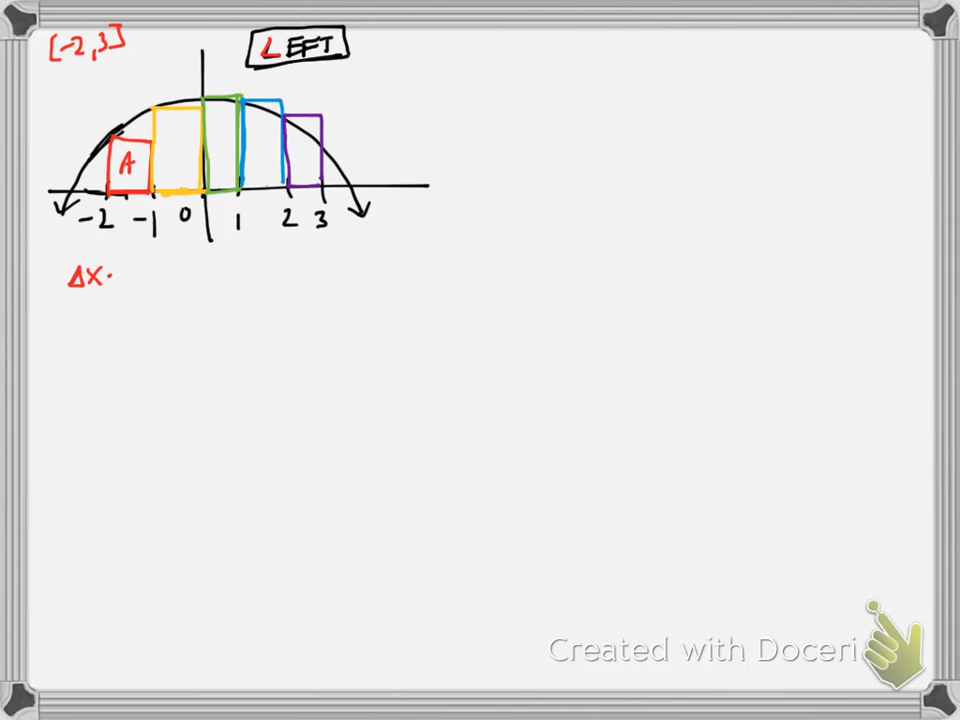 [-2,3]
LEFT
A
-2 -1 0 1 2 3
Δx·
Created with Doceri